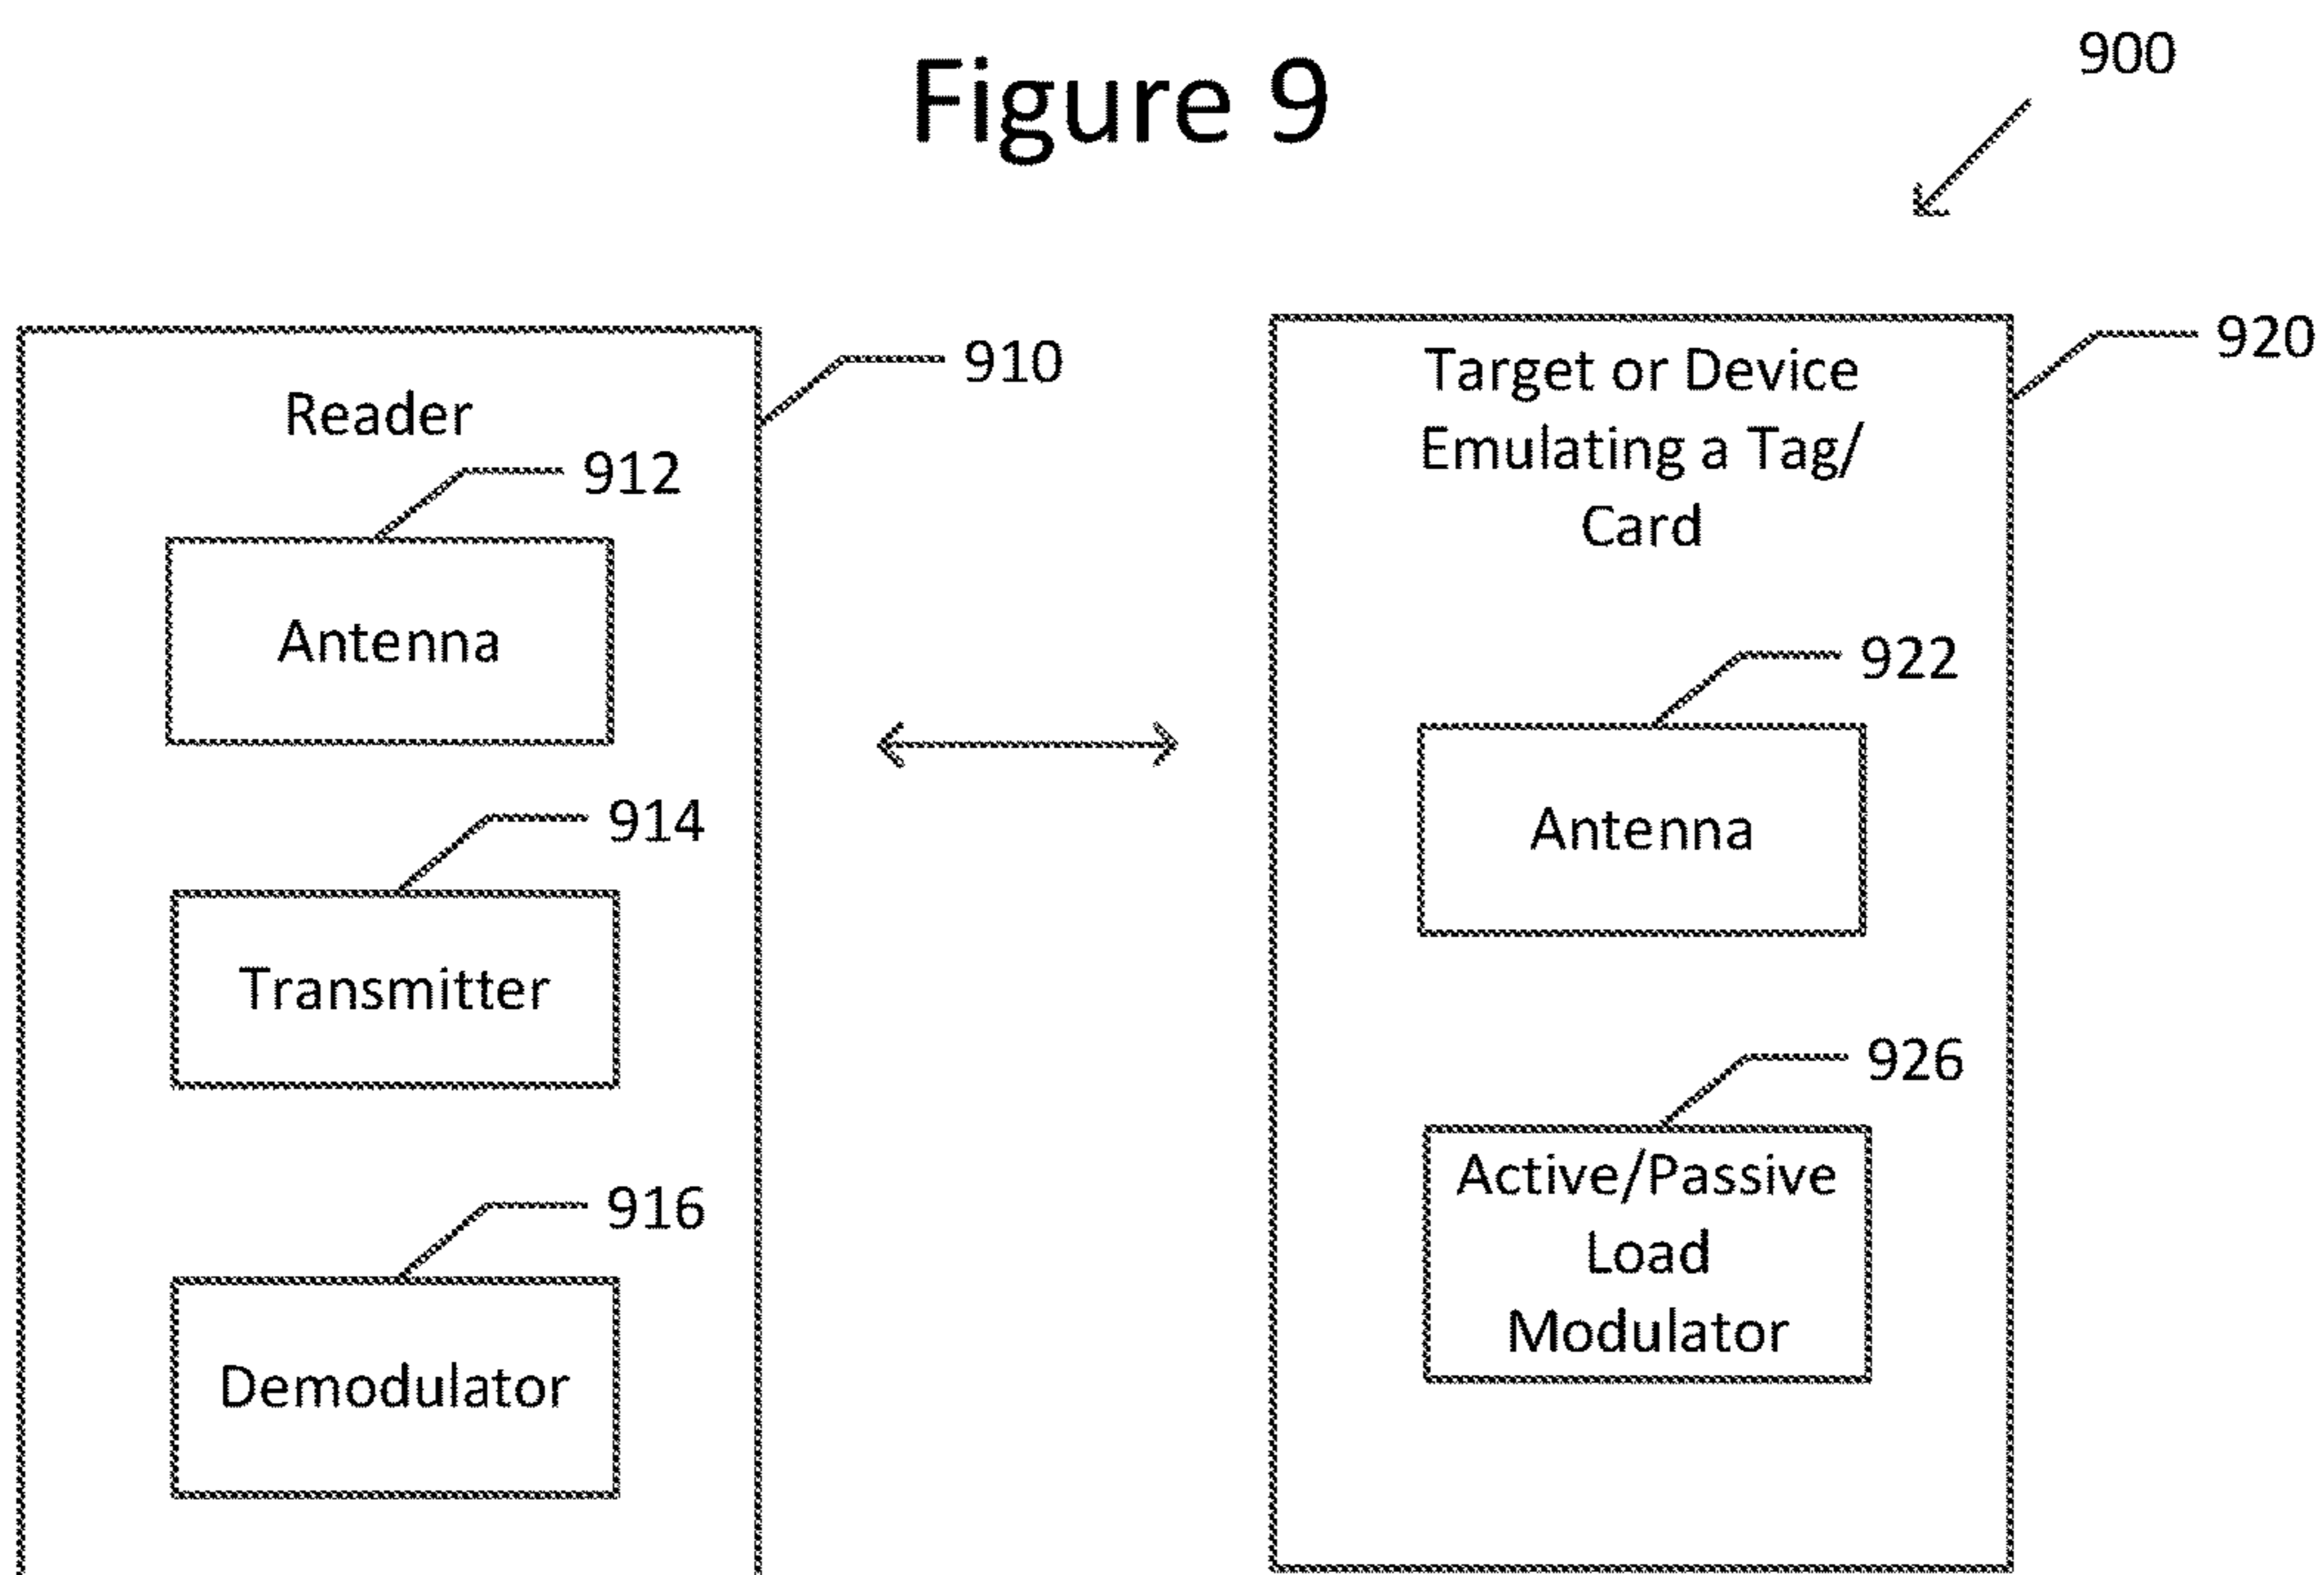 Figure 9
900
Reader
910
912
Antenna
914
Transmitter
916
Demodulator
Target or Device
Emulating a Tag/
Card
920
922
Antenna
926
Active/Passive
Load
Modulator